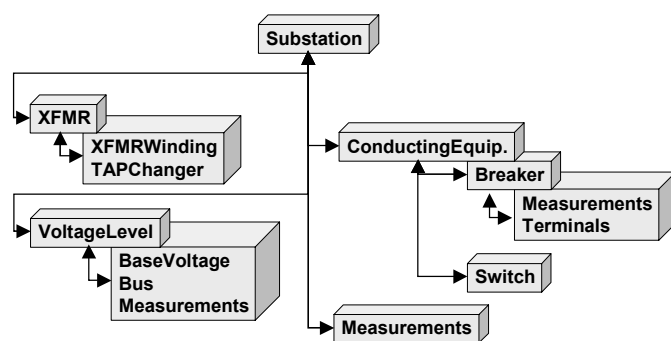 Substation
XFMR
XFMRWinding
TAPChanger
ConductingEquip.
Breaker
Measurements
Terminals
VoltageLevel
BaseVoltage
Bus
Measurements
Switch
Measurements